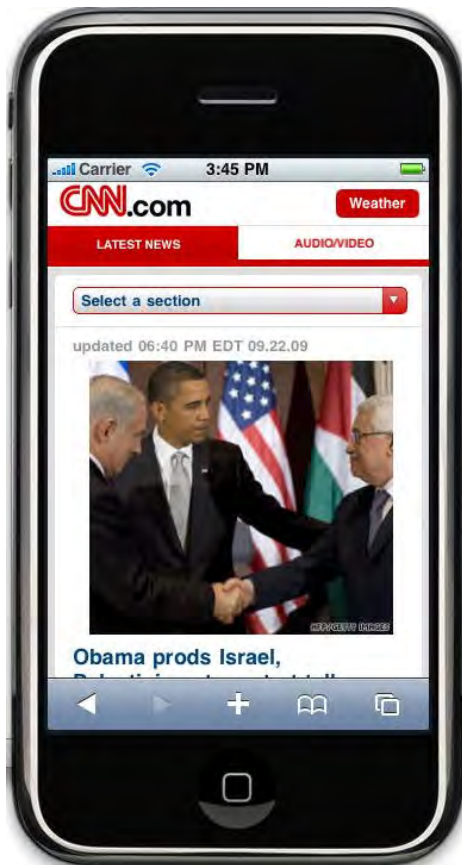 Carrier 3:45 PM
CNN.com
Weather
LATEST NEWS AUDIO/VIDEO
Select a section
updated 06:40 PM EDT 09.22.09
AFP/GETTY IMAGES
Obama prods Israel,